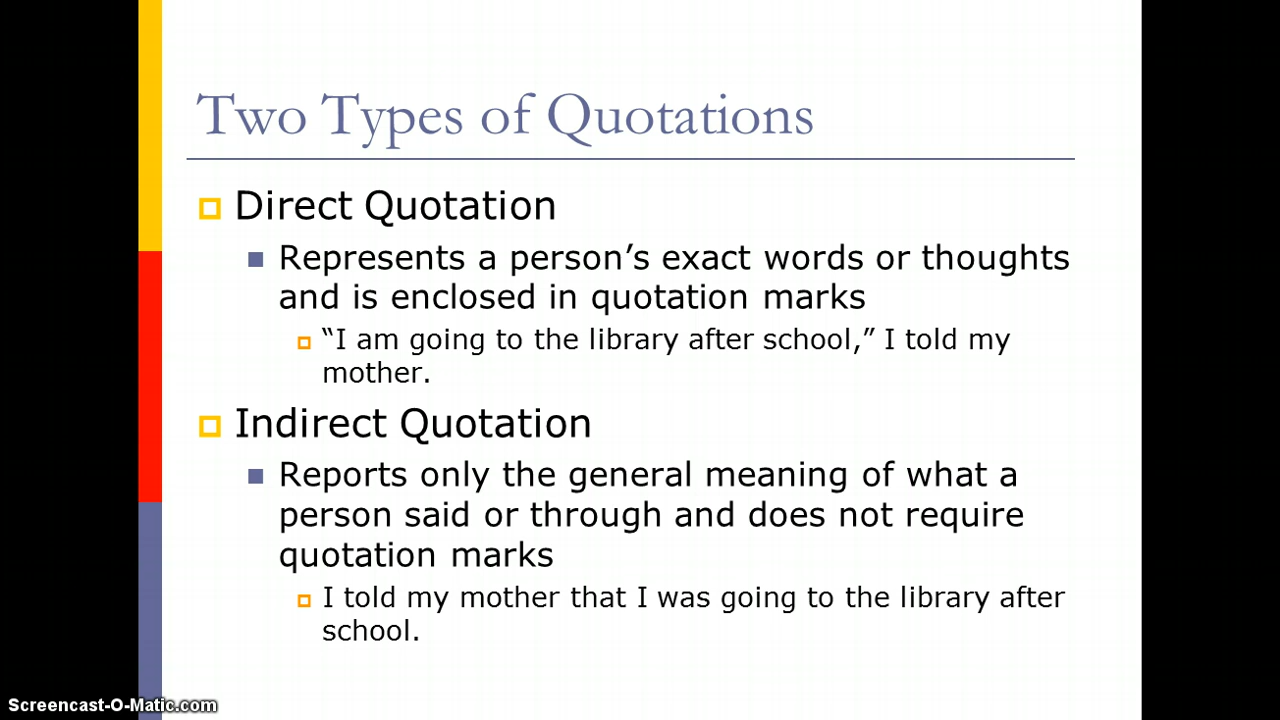 Two Types of Quotations
Direct Quotation
Represents a person’s exact words or thoughts
and is enclosed in quotation marks
“I am going to the library after school,” I told my
mother.
Indirect Quotation
Reports only the general meaning of what a
person said or through and does not require
quotation marks
I told my mother that I was going to the library after
school.
Screencast-O-Matic.com